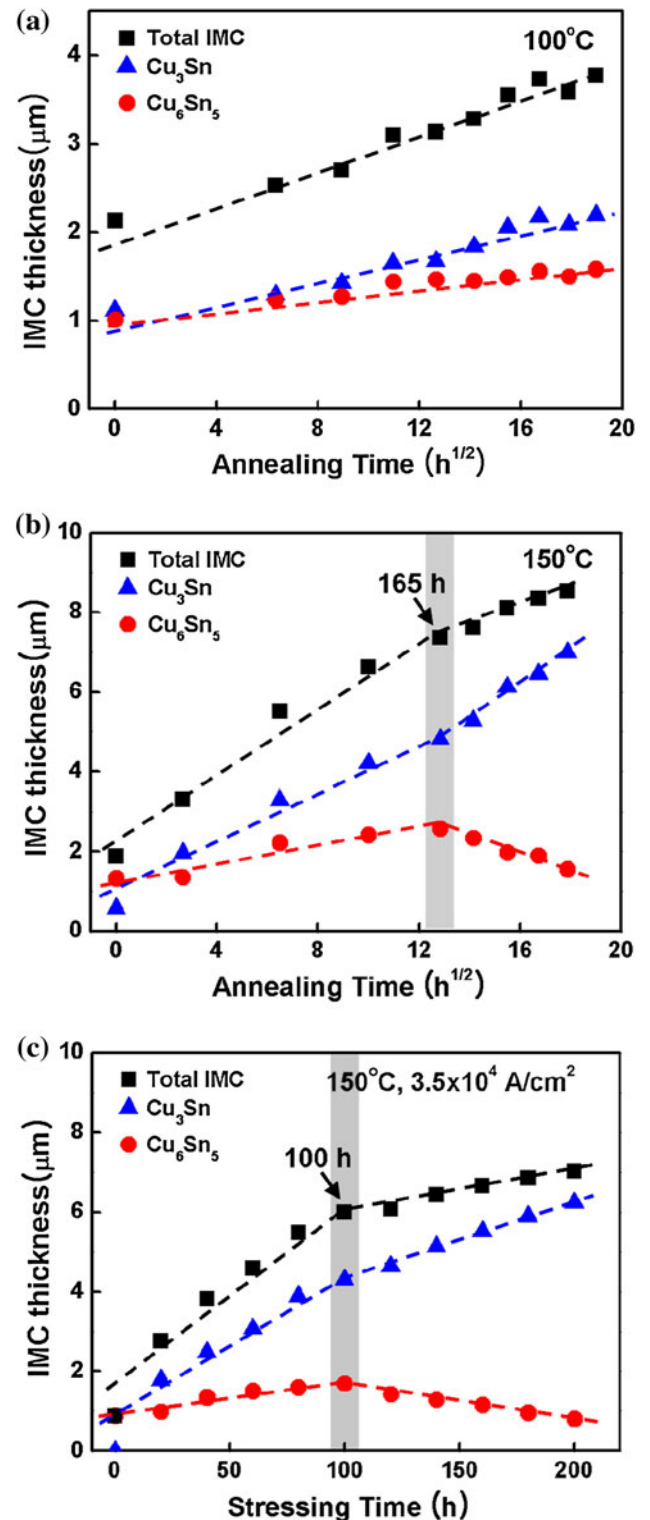 (a)
Total IMC
100°C
Cu₃Sn
Cu₆Sn₅
IMC thickness(μm)
4
3
2
1
0
0 4 8 12 16 20
Annealing Time (h^1/2)
(b)
Total IMC
150°C
Cu₃Sn
165 h
Cu₆Sn₅
IMC thickness(μm)
10
8
6
4
2
0
0 4 8 12 16 20
Annealing Time (h^1/2)
(c)
Total IMC
150°C, 3.5x10⁴ A/cm²
Cu₃Sn
Cu₆Sn₅
100 h
IMC thickness(μm)
10
8
6
4
2
0
0 50 100 150 200
Stressing Time (h)